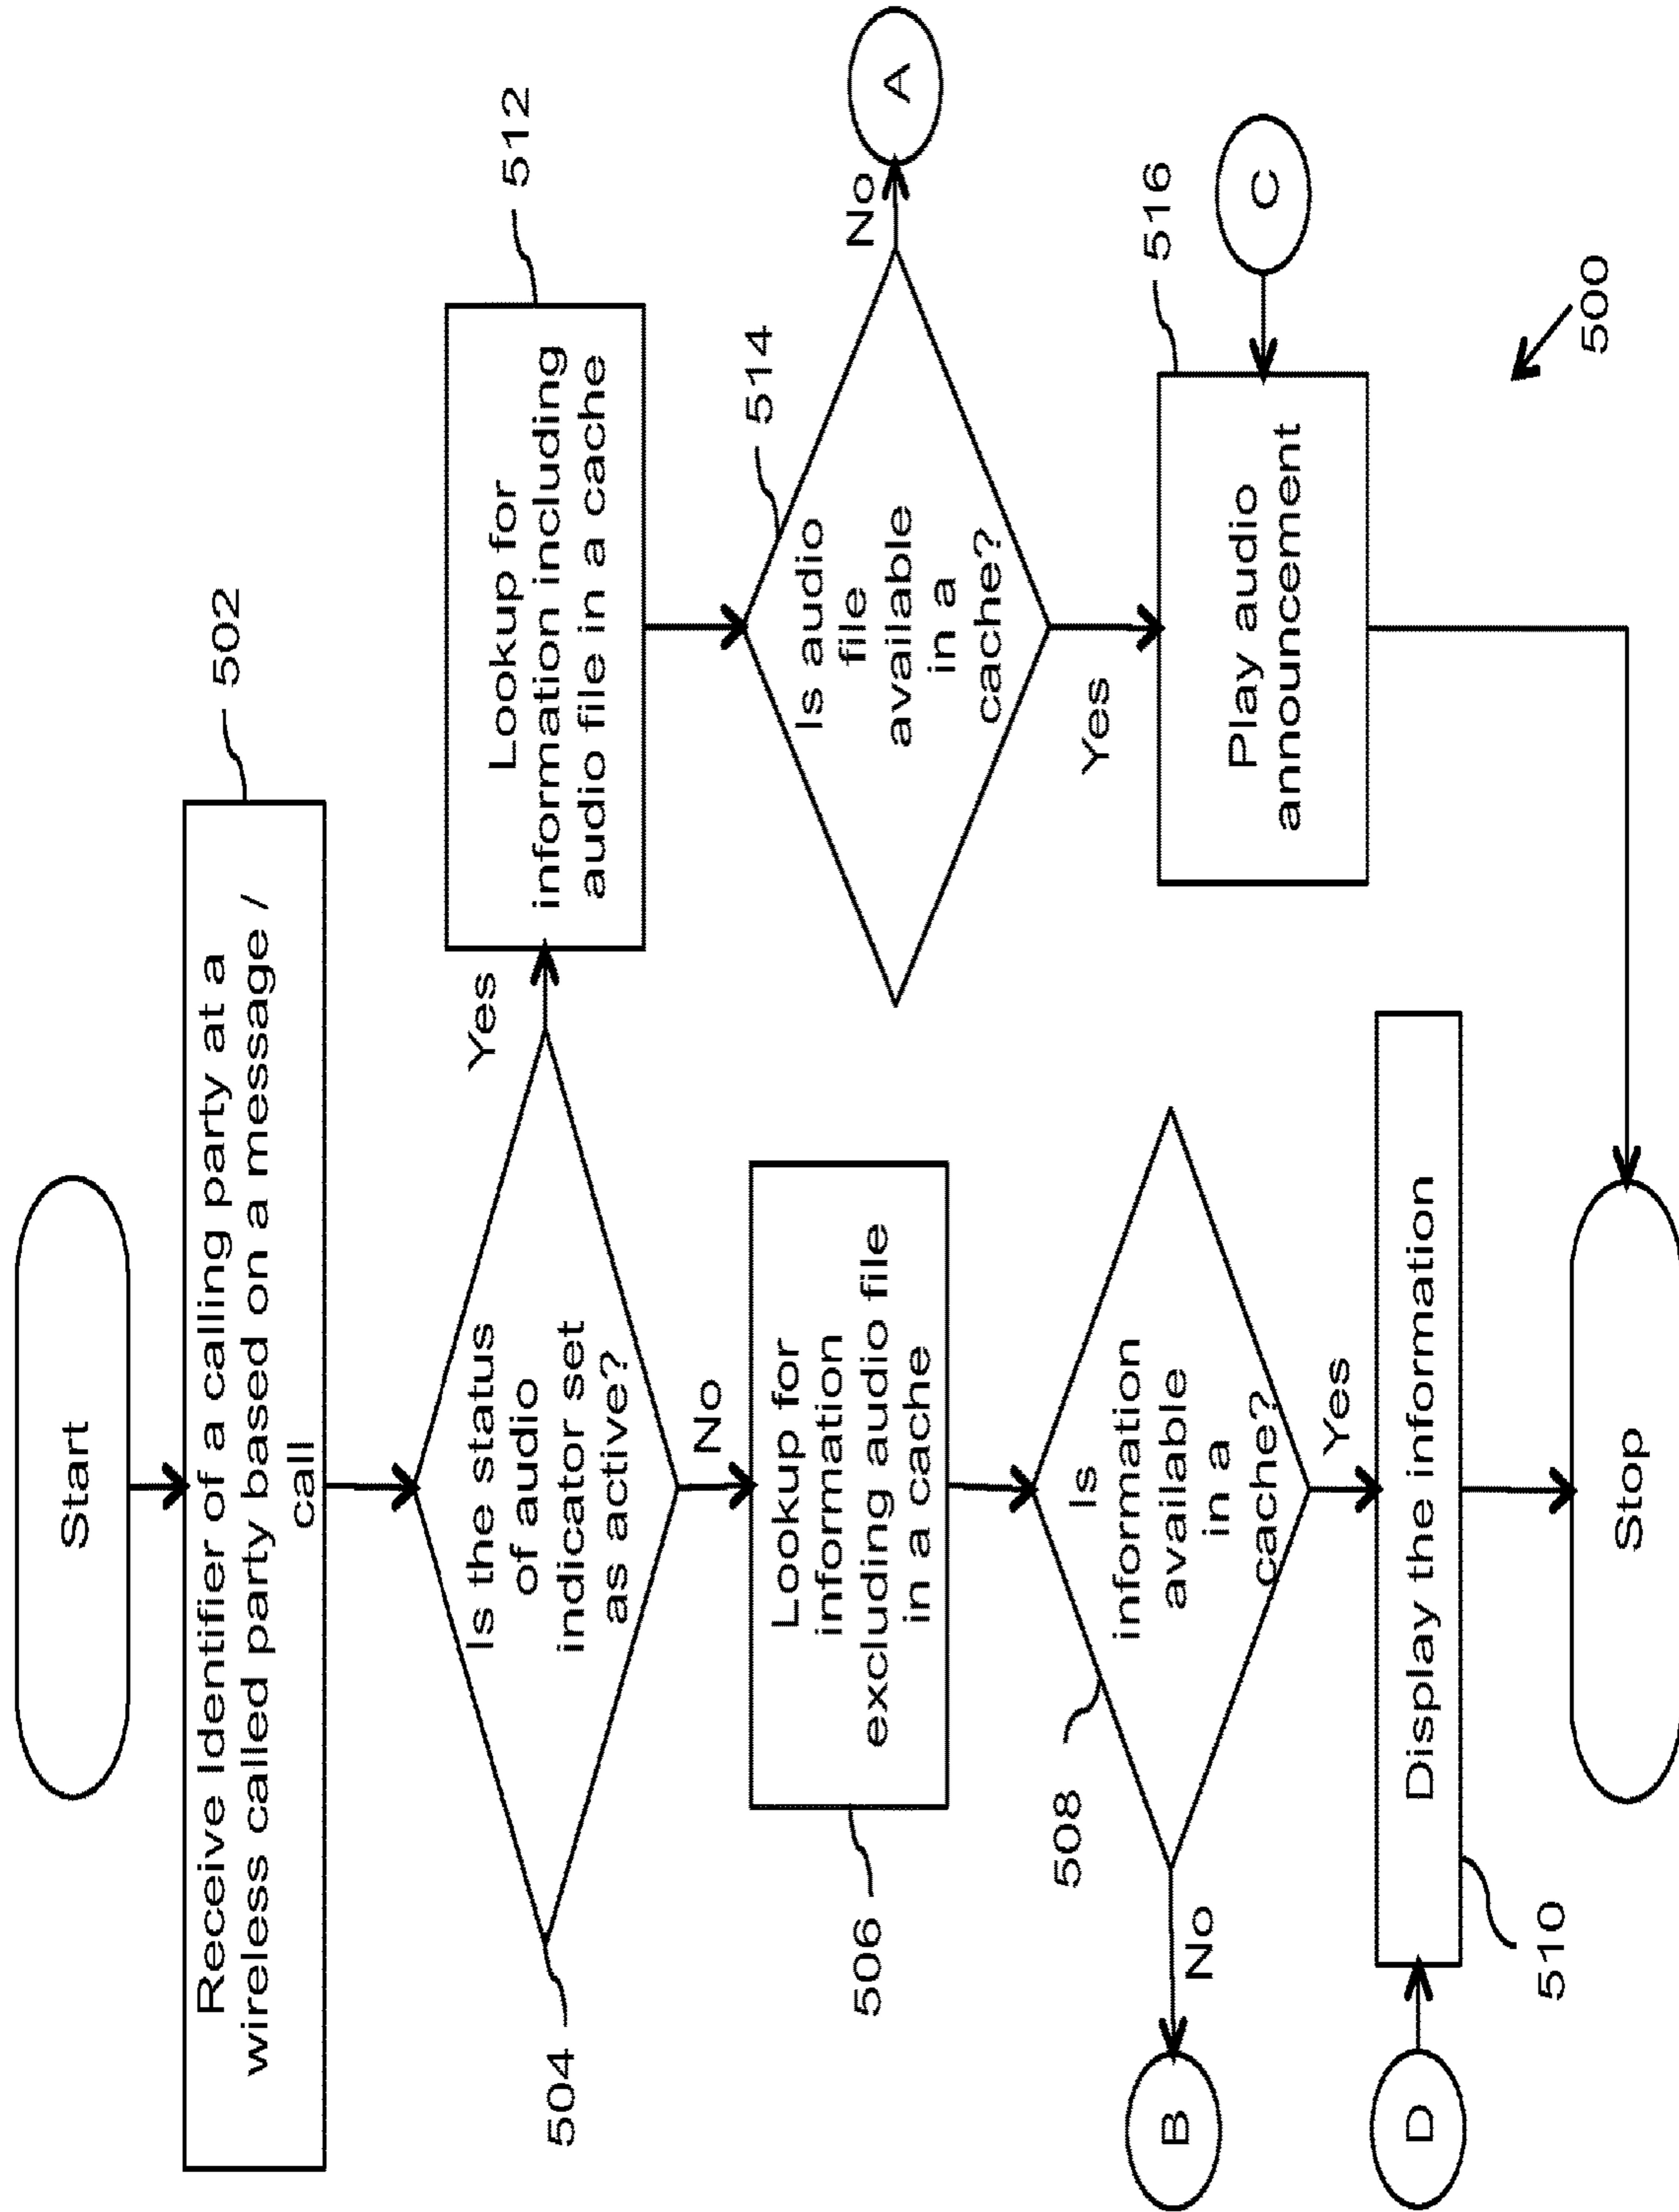 Start
502
Receive Identifier of a calling party at a
wireless called party based on a message /
call
504
Is the status
of audio
indicator set
as active?
Yes
No
512
Lookup for
information including
audio file in a cache
506
Lookup for
information
excluding audio file
in a cache
514
Is audio
file
available
in a
cache?
No
A
Yes
508
Is
information
available
in a
cache?
No
B
Yes
516
Play audio
announcement
C
D
Display the information
510
Stop
500